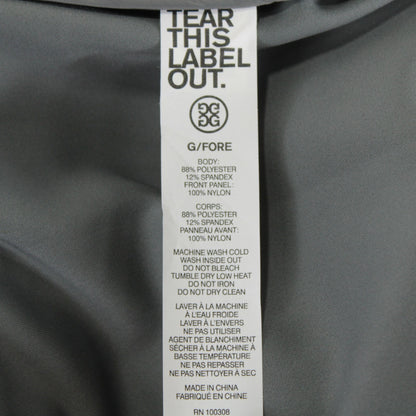 TEAR
THIS
LABEL
OUT.
G/FORE
BODY:
88% POLYESTER
12% SPANDEX
FRONT PANEL:
100% NYLON
CORPS:
88% POLYESTER
12% SPANDEX
PANNEAU AVANT:
100% NYLON
MACHINE WASH COLD
WASH INSIDE OUT
DO NOT BLEACH
TUMBLE DRY LOW HEAT
DO NOT IRON
DO NOT DRY CLEAN
LAVER À LA MACHINE
À L'EAU FROIDE
LAVER À L'ENVERS
NE PAS UTILISER
AGENT DE BLANCHIMENT
SÉCHER À LA MACHINE À
BASSE TEMPÉRATURE
NE PAS REPASSER
NE PAS NETTOYER À SEC
MADE IN CHINA
FABRIQUÉ EN CHINE
RN 100308